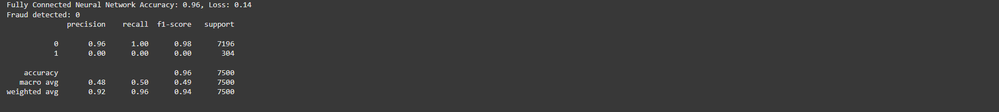 Fully Connected Neural Network Accuracy: 0.96, Loss: 0.14
Fraud detected: 0
              precision    recall  f1-score   support

           0       0.96      1.00      0.98      7196
           1       0.00      0.00      0.00       304

    accuracy                           0.96      7500
   macro avg       0.48      0.50      0.49      7500
weighted avg       0.92      0.96      0.94      7500